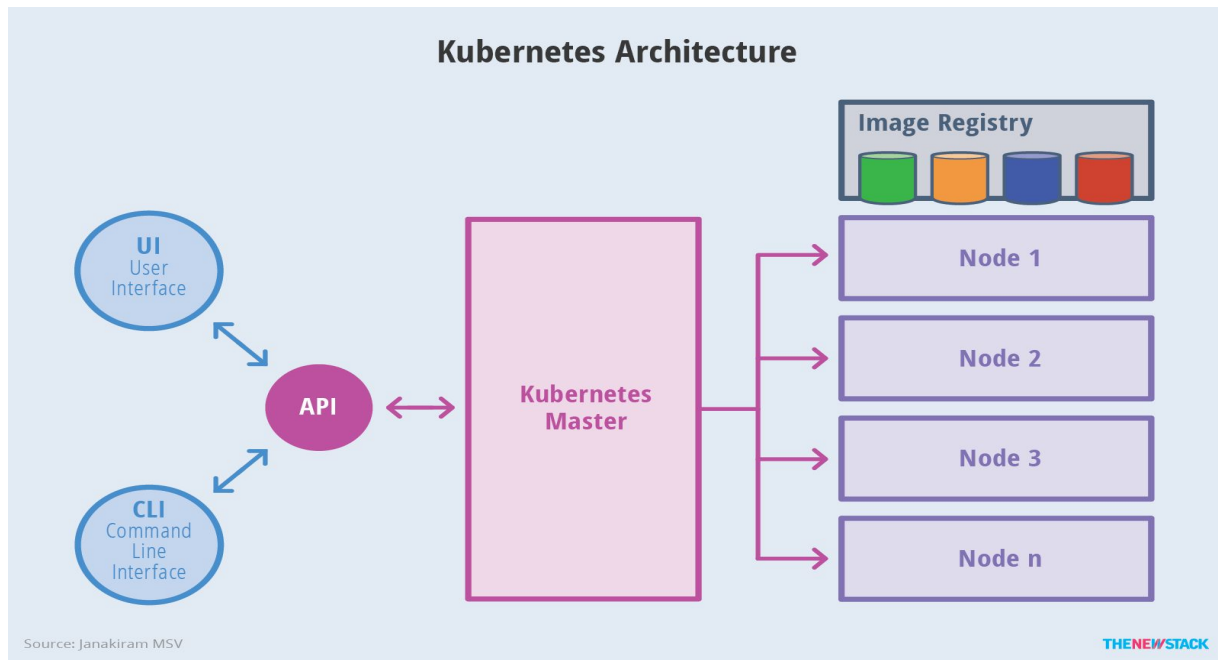 Kubernetes Architecture
Image Registry
UI
User
Interface
Node 1
Node 2
API
Kubernetes
Master
Node 3
CLI
Command
Line
Interface
Node n
Source: Janakiram MSV
THENEWSTACK